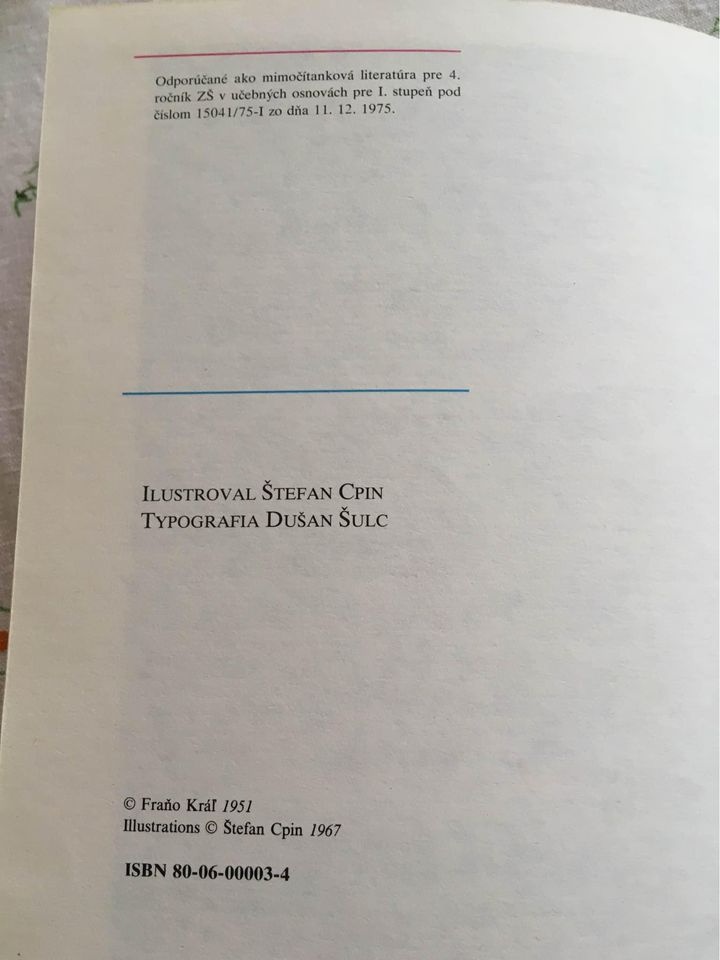 Odporúčané ako mimočítanková literatúra pre 4.
ročník ZŠ v učebných osnovách pre I. stupeň pod
číslom 15041/75-I zo dňa 11. 12. 1975.
ILUSTROVAL ŠTEFAN CPIN
TYPOGRAFIA DUŠAN ŠULC
© Fraňo Kráľ 1951
Illustrations © Štefan Cpin 1967
ISBN 80-06-00003-4